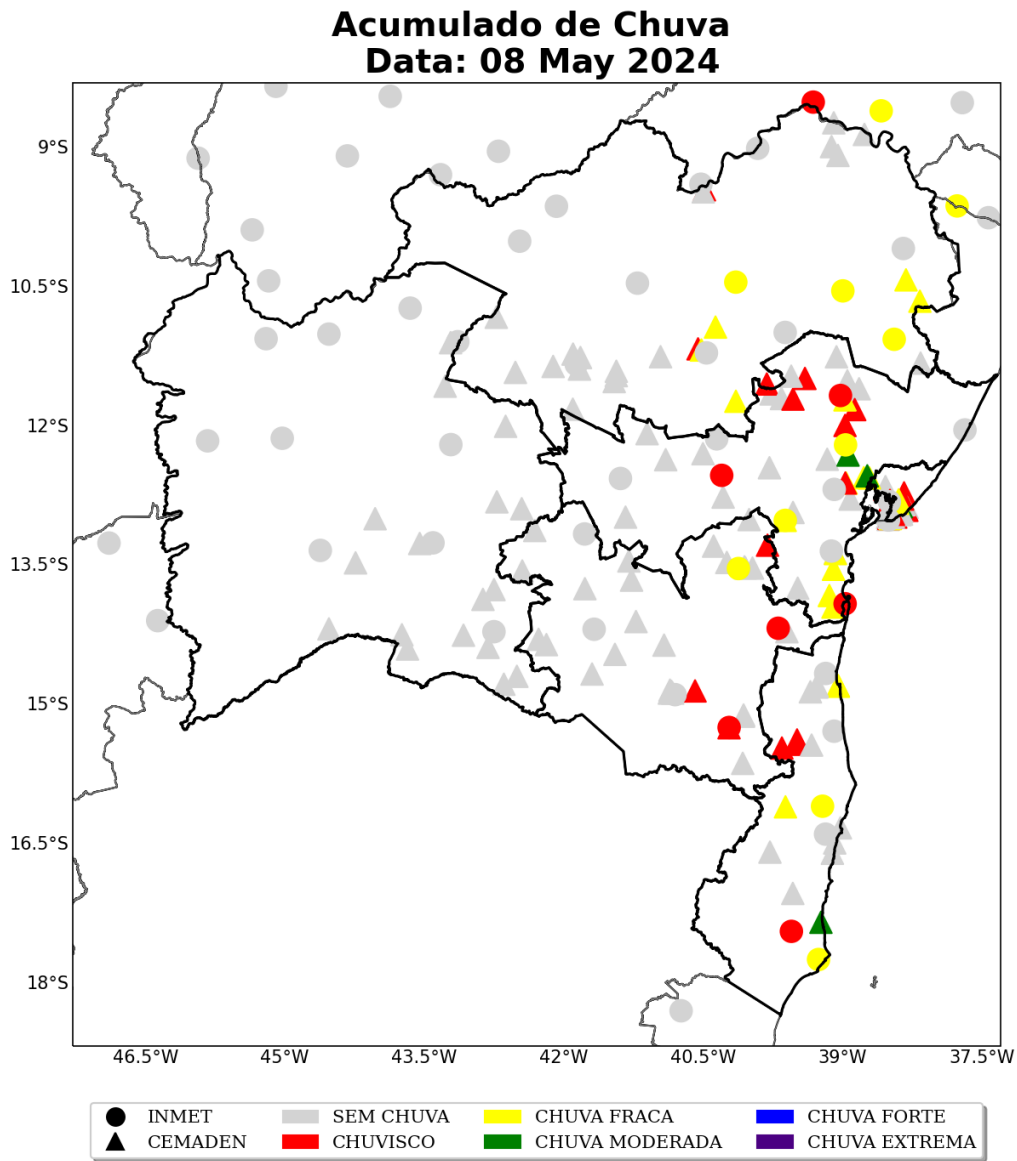 Acumulado de Chuva
Data: 08 May 2024
9°S
10.5°S
12°S
13.5°S
15°S
16.5°S
18°S
46.5°W 45°W 43.5°W 42°W 40.5°W 39°W 37.5°W
INMET SEM CHUVA CHUVA FRACA CHUVA FORTE
CEMADEN CHUVISCO CHUVA MODERADA CHUVA EXTREMA